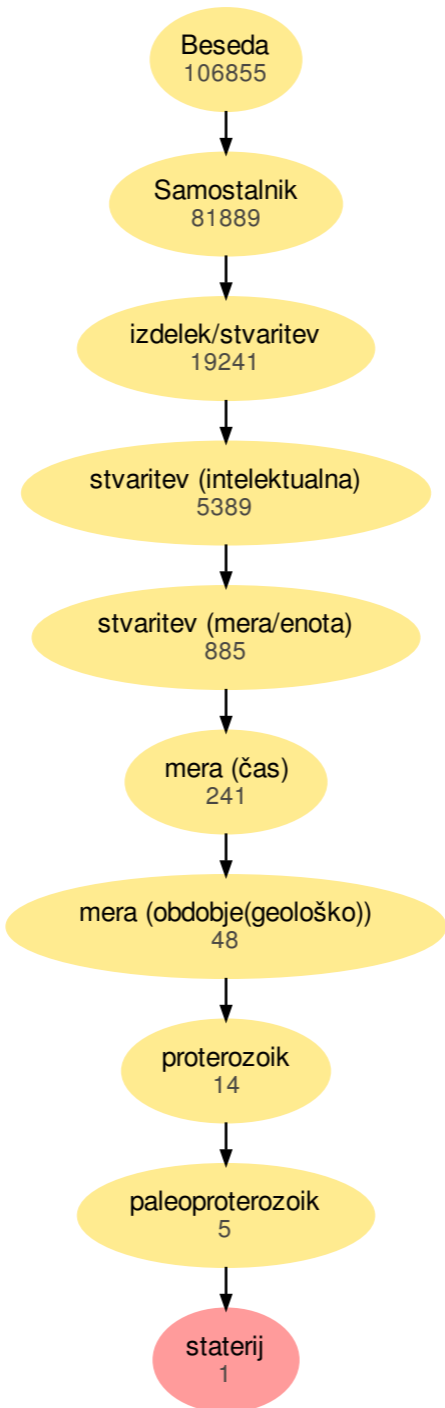 Beseda
106855
Samostalnik
81889
izdelek/stvaritev
19241
stvaritev (intelektualna)
5389
stvaritev (mera/enota)
885
mera (čas)
241
mera (obdobje(geološko))
48
proterozoik
14
paleoproterozoik
5
staterij
1